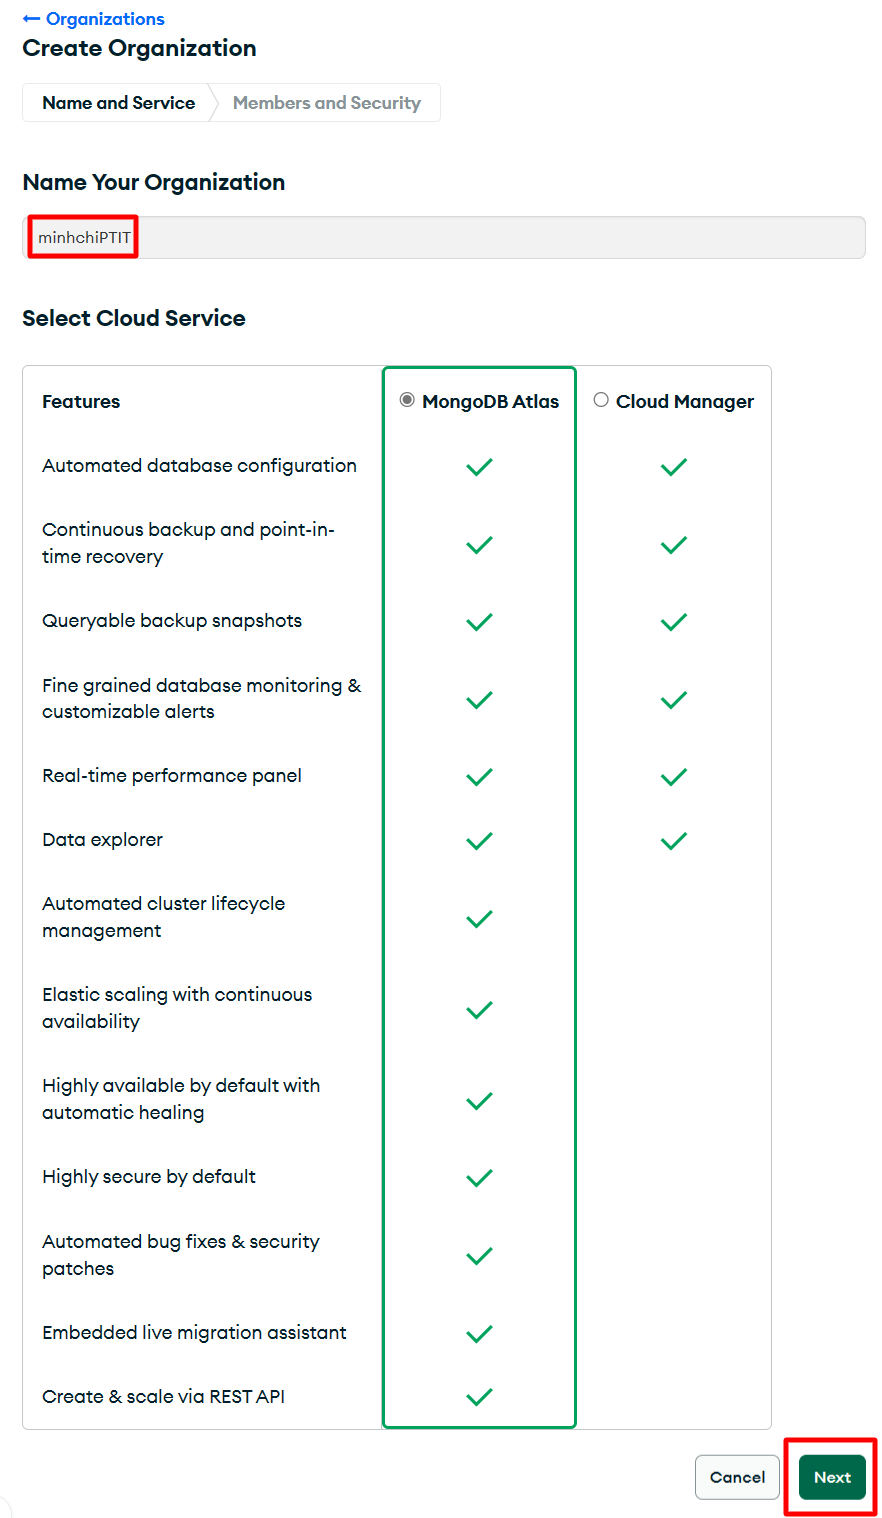 ← Organizations
Create Organization
Name and Service
Members and Security
Name Your Organization
minhchiPTIT
Select Cloud Service
Features
MongoDB Atlas
Cloud Manager
Automated database configuration
Continuous backup and point-in-
time recovery
Queryable backup snapshots
Fine grained database monitoring &
customizable alerts
Real-time performance panel
Data explorer
Automated cluster lifecycle
management
Elastic scaling with continuous
availability
Highly available by default with
automatic healing
Highly secure by default
Automated bug fixes & security
patches
Embedded live migration assistant
Create & scale via REST API
Cancel
Next